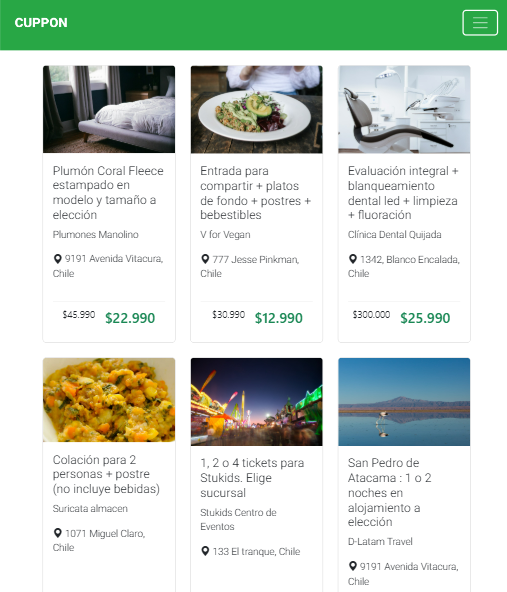 CUPPON
Plumón Coral Fleece
estampado en
modelo y tamaño a
elección
Plumones Manolino
9191 Avenida Vitacura,
Chile
$45.990 $22.990
Entrada para
compartir + platos
de fondo + postres +
bebestibles
V for Vegan
777 Jesse Pinkman,
Chile
$30.990 $12.990
Evaluación integral +
blanqueamiento
dental led + limpieza
+ fluoración
Clínica Dental Quijada
1342, Blanco Encalada,
Chile
$300.000 $25.990
Colación para 2
personas + postre
(no incluye bebidas)
Suricata almacen
1071 Miguel Claro,
Chile
1, 2 o 4 tickets para
Stukids. Elige
sucursal
Stukids Centro de
Eventos
133 El tranque, Chile
San Pedro de
Atacama : 1 o 2
noches en
alojamiento a
elección
D-Latam Travel
9191 Avenida Vitacura,
Chile